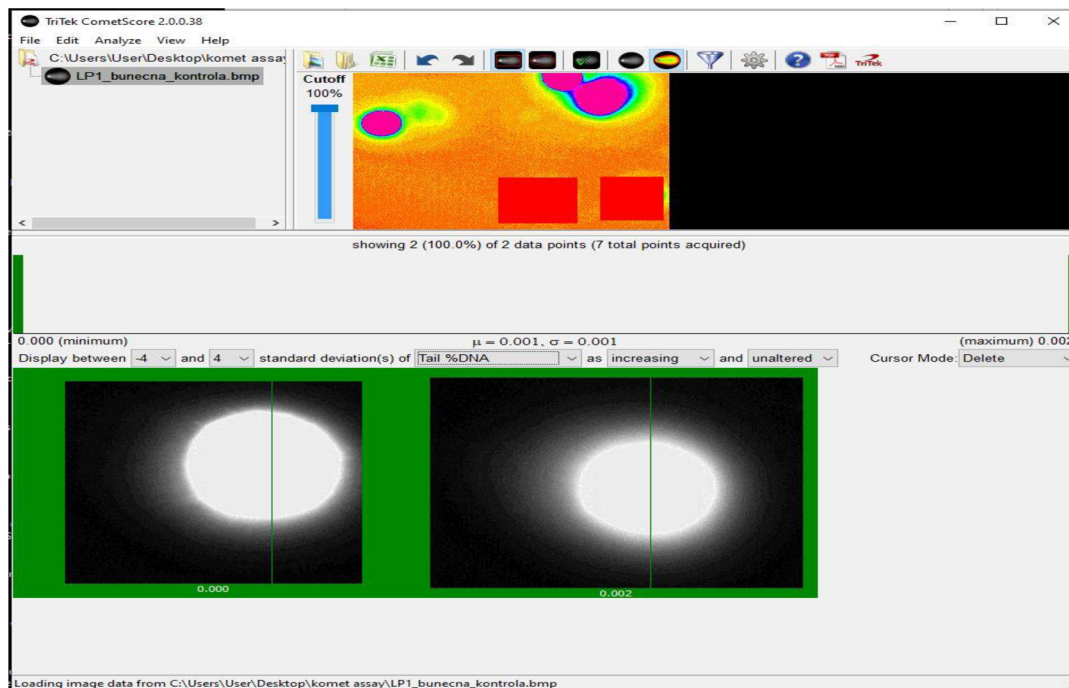 TriTek CometScore 2.0.0.38
File Edit Analyze View Help
C:\Users\User\Desktop\komet assa
LP1_bunecna_kontrola.bmp
Cutoff
100%
TriTek
showing 2 (100.0%) of 2 data points (7 total points acquired)
0.000 (minimum) μ = 0.001, σ = 0.001 (maximum) 0.002
Display between -4 and 4 standard deviation(s) of Tail %DNA as increasing and unaltered Cursor Mode: Delete
0.000
0.002
Loading image data from C:\Users\User\Desktop\komet assay\LP1_bunecna_kontrola.bmp